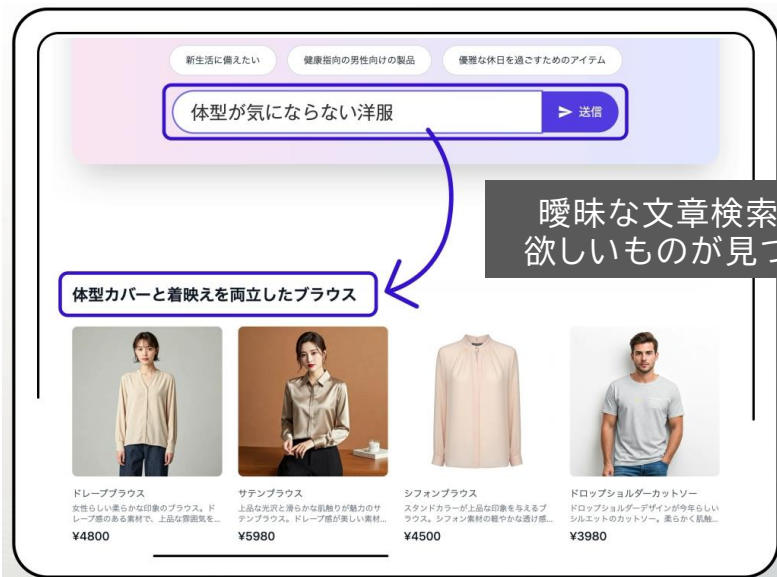 新生活に備えたい
健康指向の男性向けの製品
優雅な休日を過ごすためのアイテム
体型が気にならない洋服
送信
曖昧な文章検索
欲しいものが見つ
体型カバーと着映えを両立したブラウス
ドレープブラウス
女性らしい柔らかな印象のブラウス。ド
レープ感のある素材で、上品な雰囲気を...
¥4800
サテンブラウス
上品な光沢と滑らかな肌触りが魅力のサ
テンブラウス。ドレープが美しい素材...
¥5980
シフォンブラウス
スタンドカラーが上品な印象を与えるブ
ラウス。シフォン素材の軽やかな透け感...
¥4500
ドロップショルダーカットソー
ドロップショルダーデザインが今年らしい
シルエットのカットソー。柔らかく肌触...
¥3980